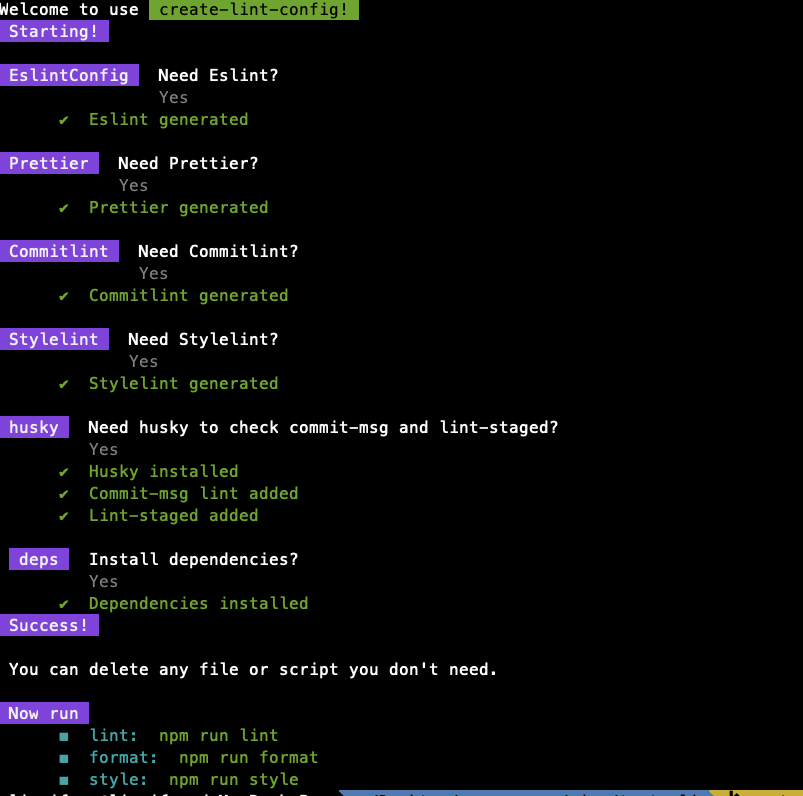 Welcome to use create-lint-config!
Starting!
EslintConfig Need Eslint?
Yes
✔ Eslint generated
Prettier Need Prettier?
Yes
✔ Prettier generated
Commitlint Need Commitlint?
Yes
✔ Commitlint generated
Stylelint Need Stylelint?
Yes
✔ Stylelint generated
husky Need husky to check commit-msg and lint-staged?
Yes
✔ Husky installed
✔ Commit-msg lint added
✔ Lint-staged added
deps Install dependencies?
Yes
✔ Dependencies installed
Success!
You can delete any file or script you don't need.
Now run
■ lint: npm run lint
■ format: npm run format
■ style: npm run style